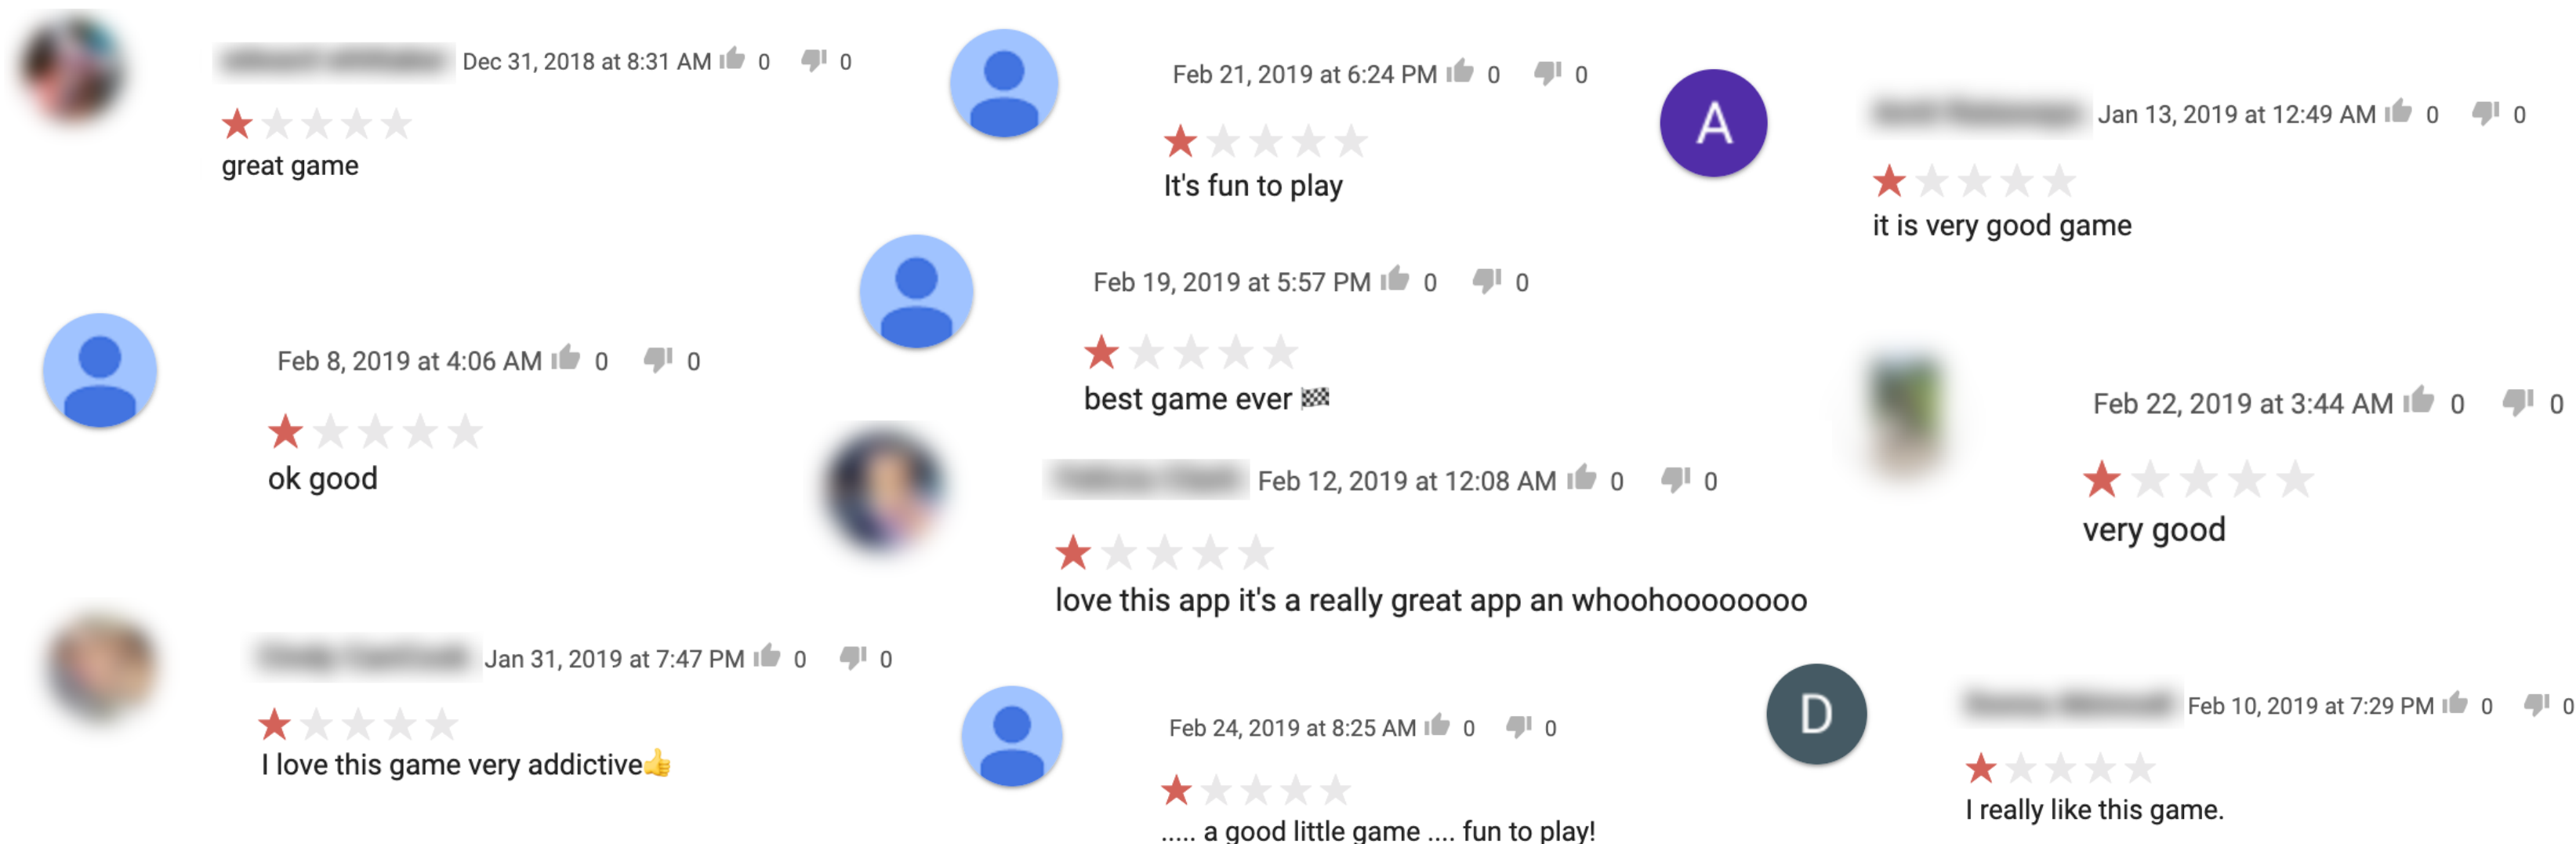 Dec 31, 2018 at 8:31 AM 0 0
great game
Feb 8, 2019 at 4:06 AM 0 0
ok good
Jan 31, 2019 at 7:47 PM 0 0
I love this game very addictive👍
Feb 21, 2019 at 6:24 PM 0 0
It's fun to play
Feb 19, 2019 at 5:57 PM 0 0
best game ever 🏁
Feb 12, 2019 at 12:08 AM 0 0
love this app it's a really great app an whoohoooooooo
Feb 24, 2019 at 8:25 AM 0 0
..... a good little game .... fun to play!
A
Jan 13, 2019 at 12:49 AM 0 0
it is very good game
Feb 22, 2019 at 3:44 AM 0 0
very good
D
Feb 10, 2019 at 7:29 PM 0 0
I really like this game.